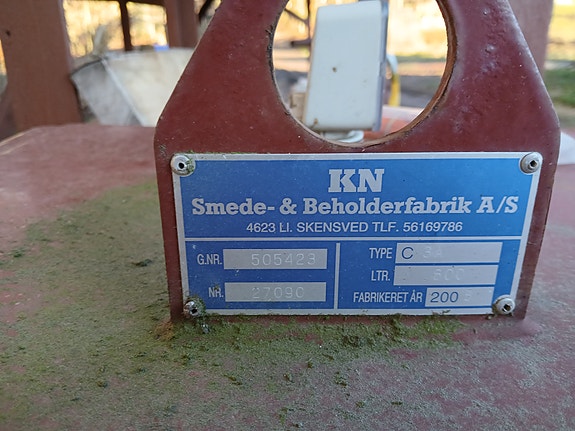 KN
Smede- & Beholderfabrik A/S
4623 LI. SKENSVED TLF. 56169786
G.NR. 505423
NR. 27090
TYPE C
LTR.
FABRIKERET ÅR 200